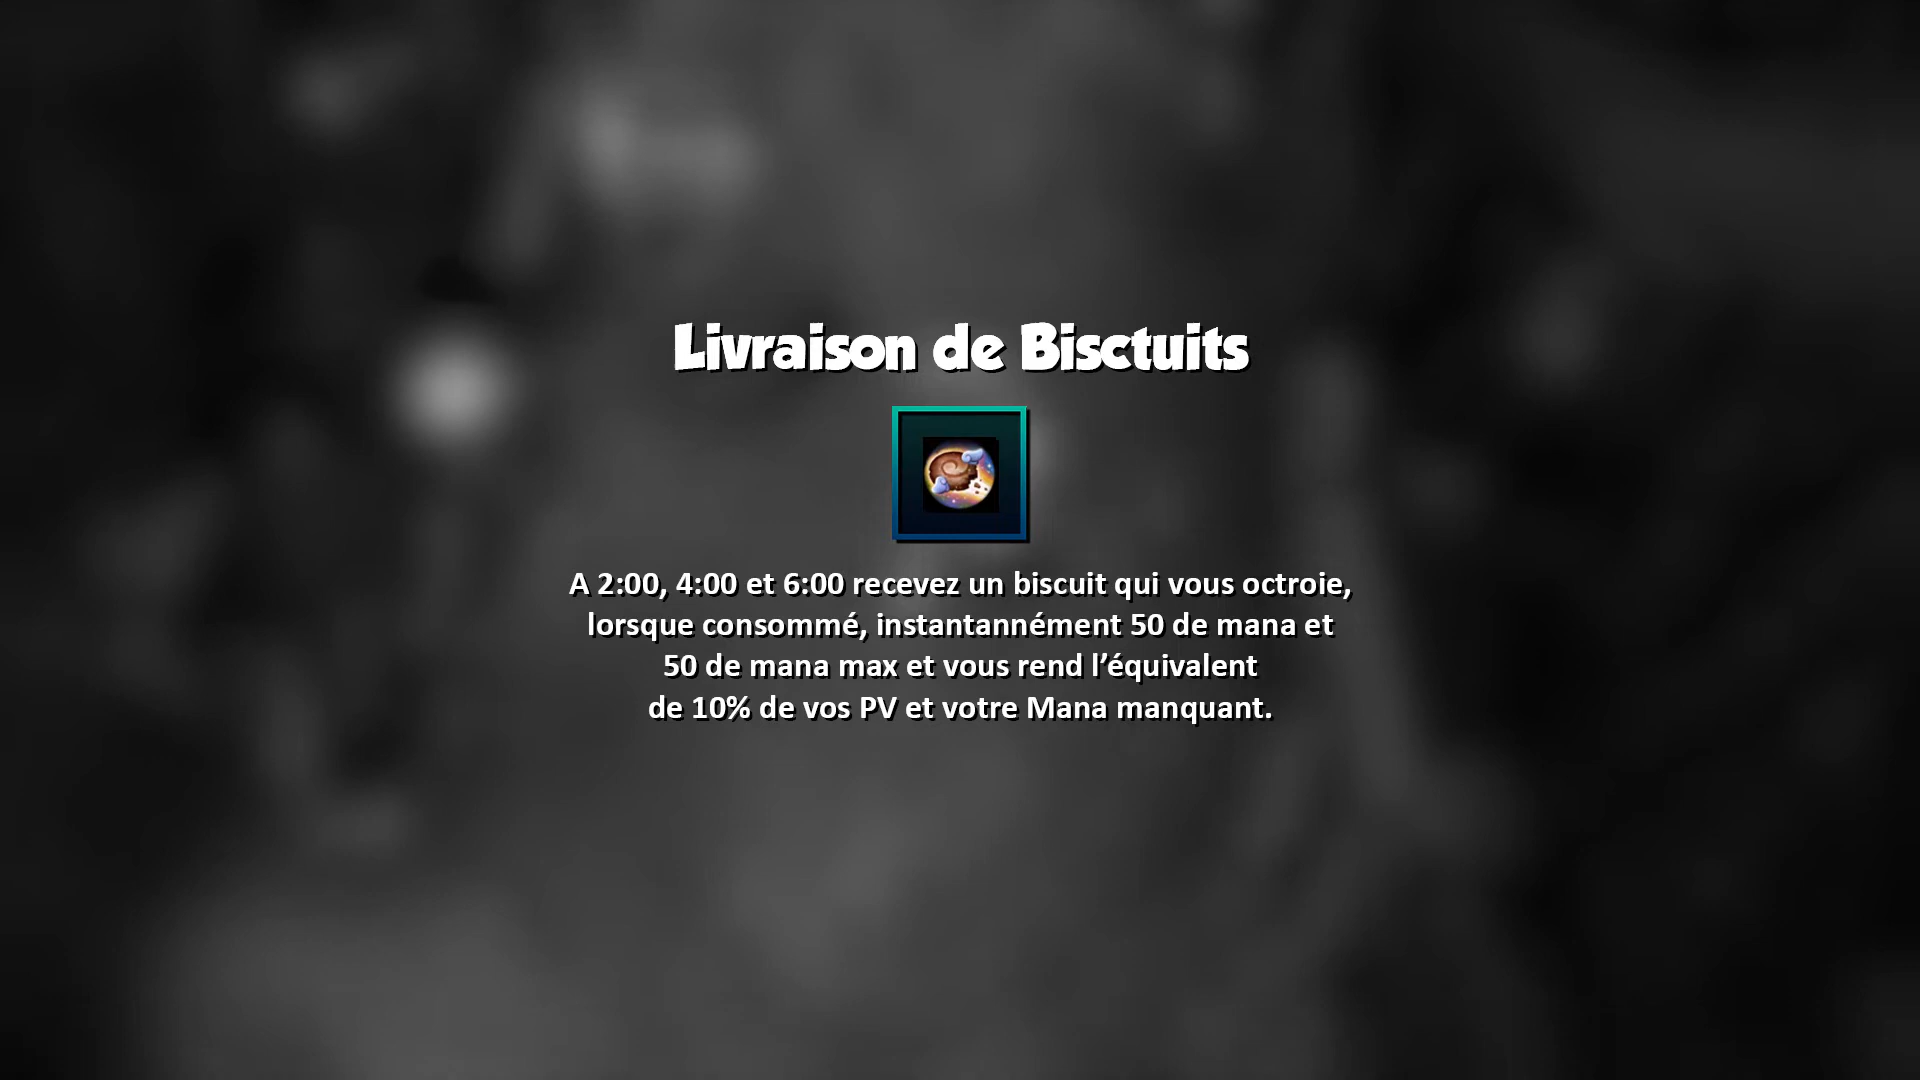 Livraison de Bisctuits
A 2:00, 4:00 et 6:00 recevez un biscuit qui vous octroie,
lorsque consommé, instantannément 50 de mana et
50 de mana max et vous rend l’équivalent
de 10% de vos PV et votre Mana manquant.